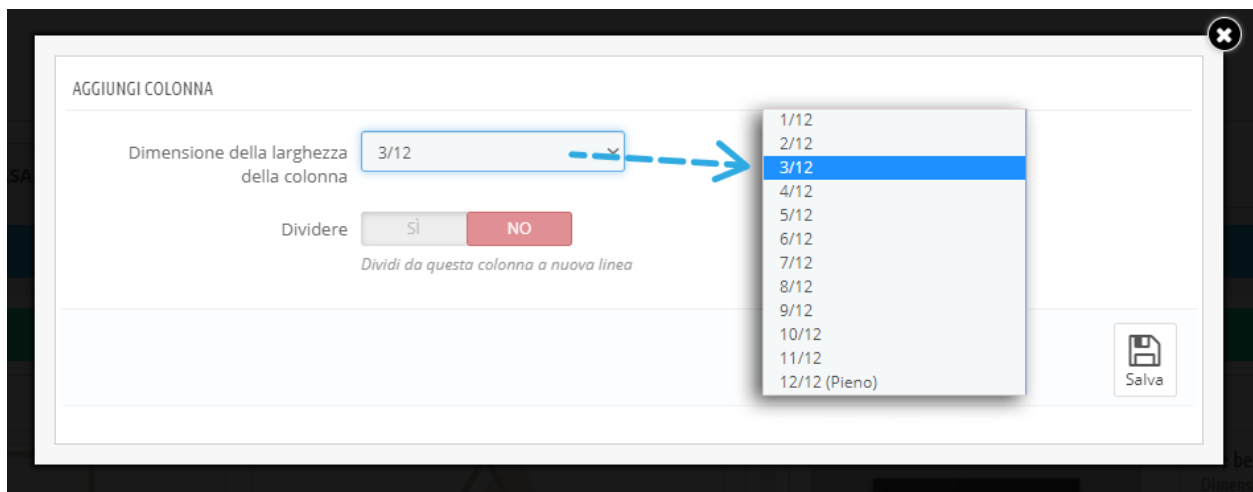 AGGIUNGI COLONNA
Dimensione della larghezza
della colonna
3/12
Dividere
SÌ
NO
Dividi da questa colonna a nuova linea
1/12
2/12
3/12
4/12
5/12
6/12
7/12
8/12
9/12
10/12
11/12
12/12 (Pieno)
Salva